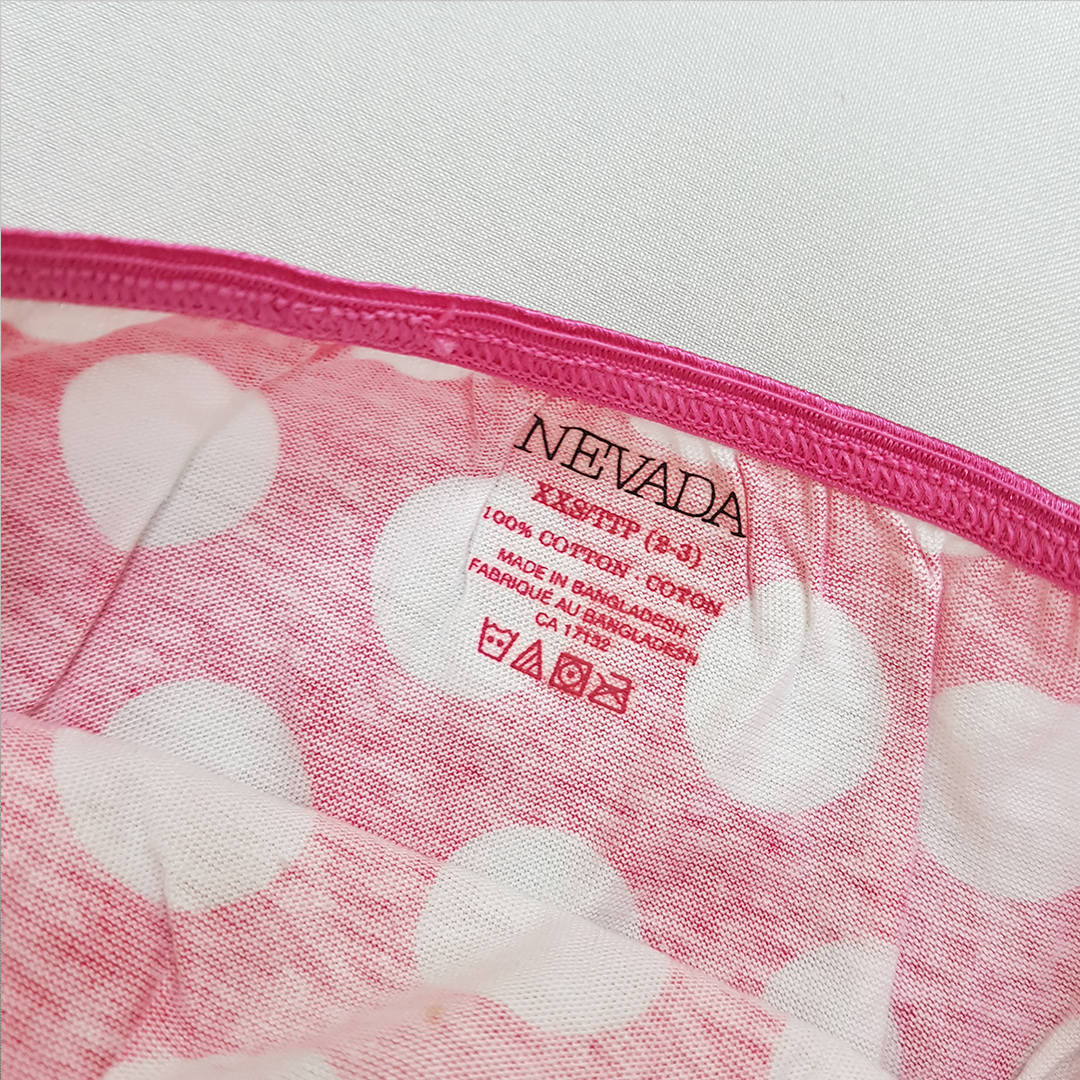 NEVADA
XXS/TTP (2-3)
100% COTTON . COTON
MADE IN BANGLADESH
FABRIQUÉ AU BANGLADESH
CA 17132